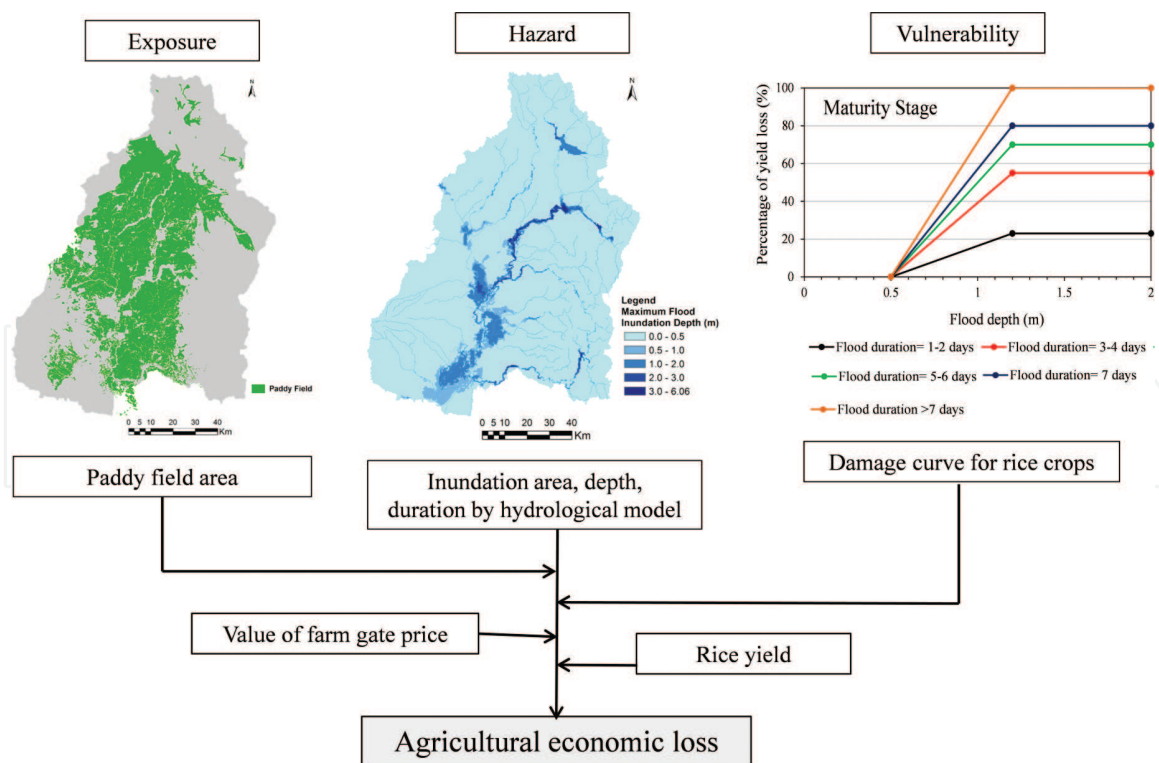 Exposure
Hazard
Vulnerability
N
Paddy Field
0 5 10 20 30 40
Km
N
Legend
Maximum Flood
Inundation Depth (m)
0.0 - 0.5
0.5 - 1.0
1.0 - 2.0
2.0 - 3.0
3.0 - 6.06
0 5 10 20 30 40
Km
Percentage of yield loss (%)
100
80
60
40
20
0
Maturity Stage
0 0.5 1 1.5 2
Flood depth (m)
Flood duration= 1-2 days
Flood duration= 3-4 days
Flood duration= 5-6 days
Flood duration= 7 days
Flood duration >7 days
Paddy field area
Inundation area, depth,
duration by hydrological model
Damage curve for rice crops
Value of farm gate price
Rice yield
Agricultural economic loss